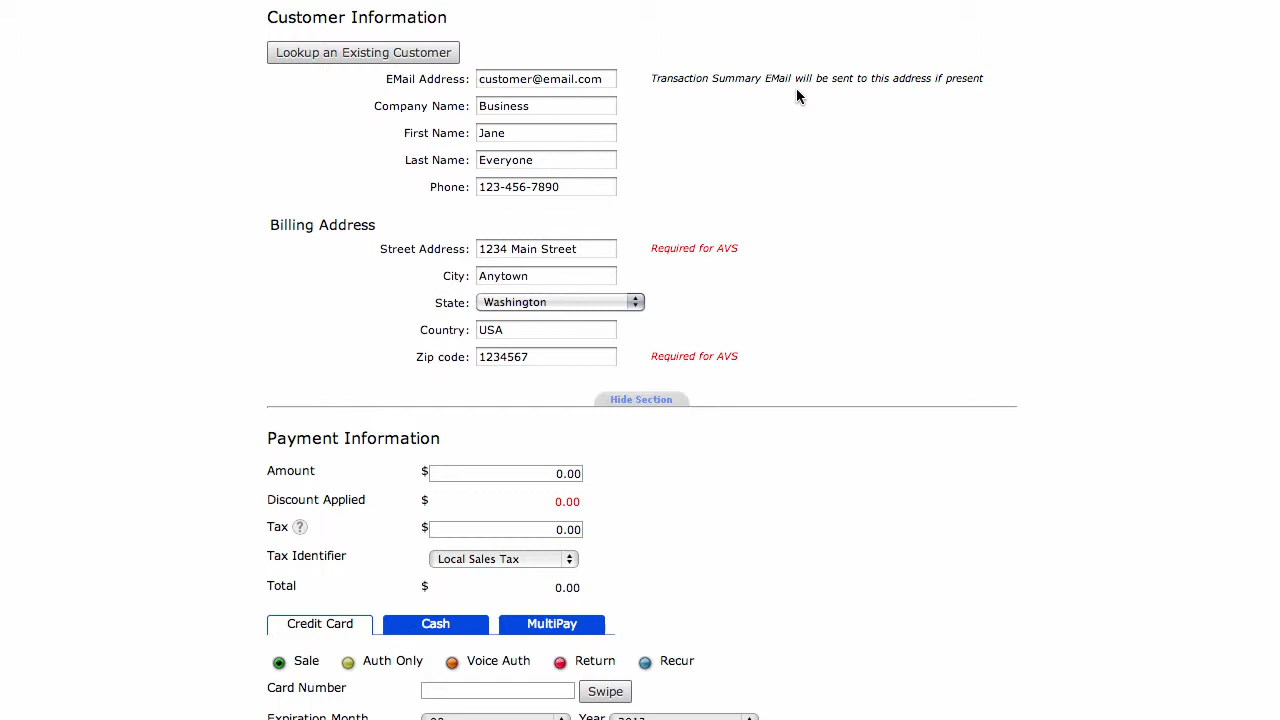 Customer Information
Lookup an Existing Customer
EMail Address: customer@email.com Transaction Summary EMail will be sent to this address if present
Company Name: Business
First Name: Jane
Last Name: Everyone
Phone: 123-456-7890
Billing Address
Street Address: 1234 Main Street Required for AVS
City: Anytown
State: Washington
Country: USA
Zip code: 1234567 Required for AVS
Hide Section
Payment Information
Amount $ 0.00
Discount Applied $ 0.00
Tax ? $ 0.00
Tax Identifier Local Sales Tax
Total $ 0.00
Credit Card Cash MultiPay
Sale Auth Only Voice Auth Return Recur
Card Number Swipe
Expiration Month Year